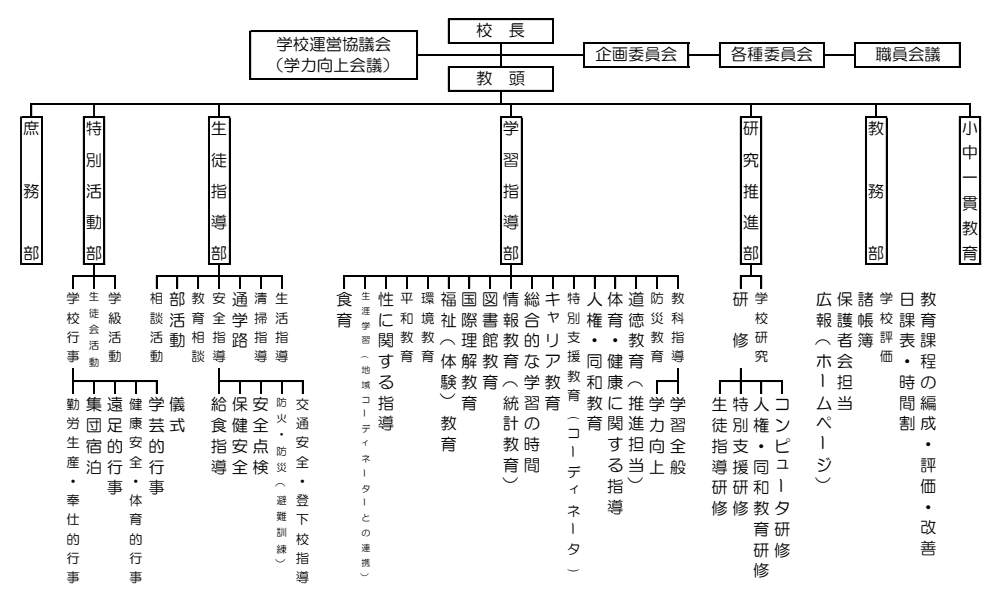 校長
学校運営協議会
（学力向上会議）
企画委員会
各種委員会
職員会議
教頭
小中一貫教育
教務部
教育課程の編成・評価・改善
日課表・時間割
学校評価
諸帳簿
保護者会担当
広報（ホームページ）
研究推進部
学校研究
研修
コンピュータ研修
人権・同和教育研修
特別支援研修
生徒指導研修
学習指導部
教科指導
学習全般
学力向上
防災教育
道徳教育（推進担当）
体育・健康に関する指導
人権・同和教育
特別支援教育（コーディネータ）
キャリア教育
総合的な学習の時間
情報教育（統計教育）
図書館教育
国際理解教育
福祉（体験）教育
環境教育
平和教育
性に関する指導
生涯学習（地域コーディネーターとの連携）
食育
生徒指導部
生活指導
清掃指導
通学路
安全指導
交通安全・登下校指導
防火・防災（避難訓練）
安全点検
保健安全
給食指導
教育相談
部活動
相談活動
特別活動部
学級活動
生徒会活動
学校行事
儀式
学芸的行事
健康安全・体育的行事
遠足的行事
集団宿泊
勤労生産・奉仕的行事
庶務部